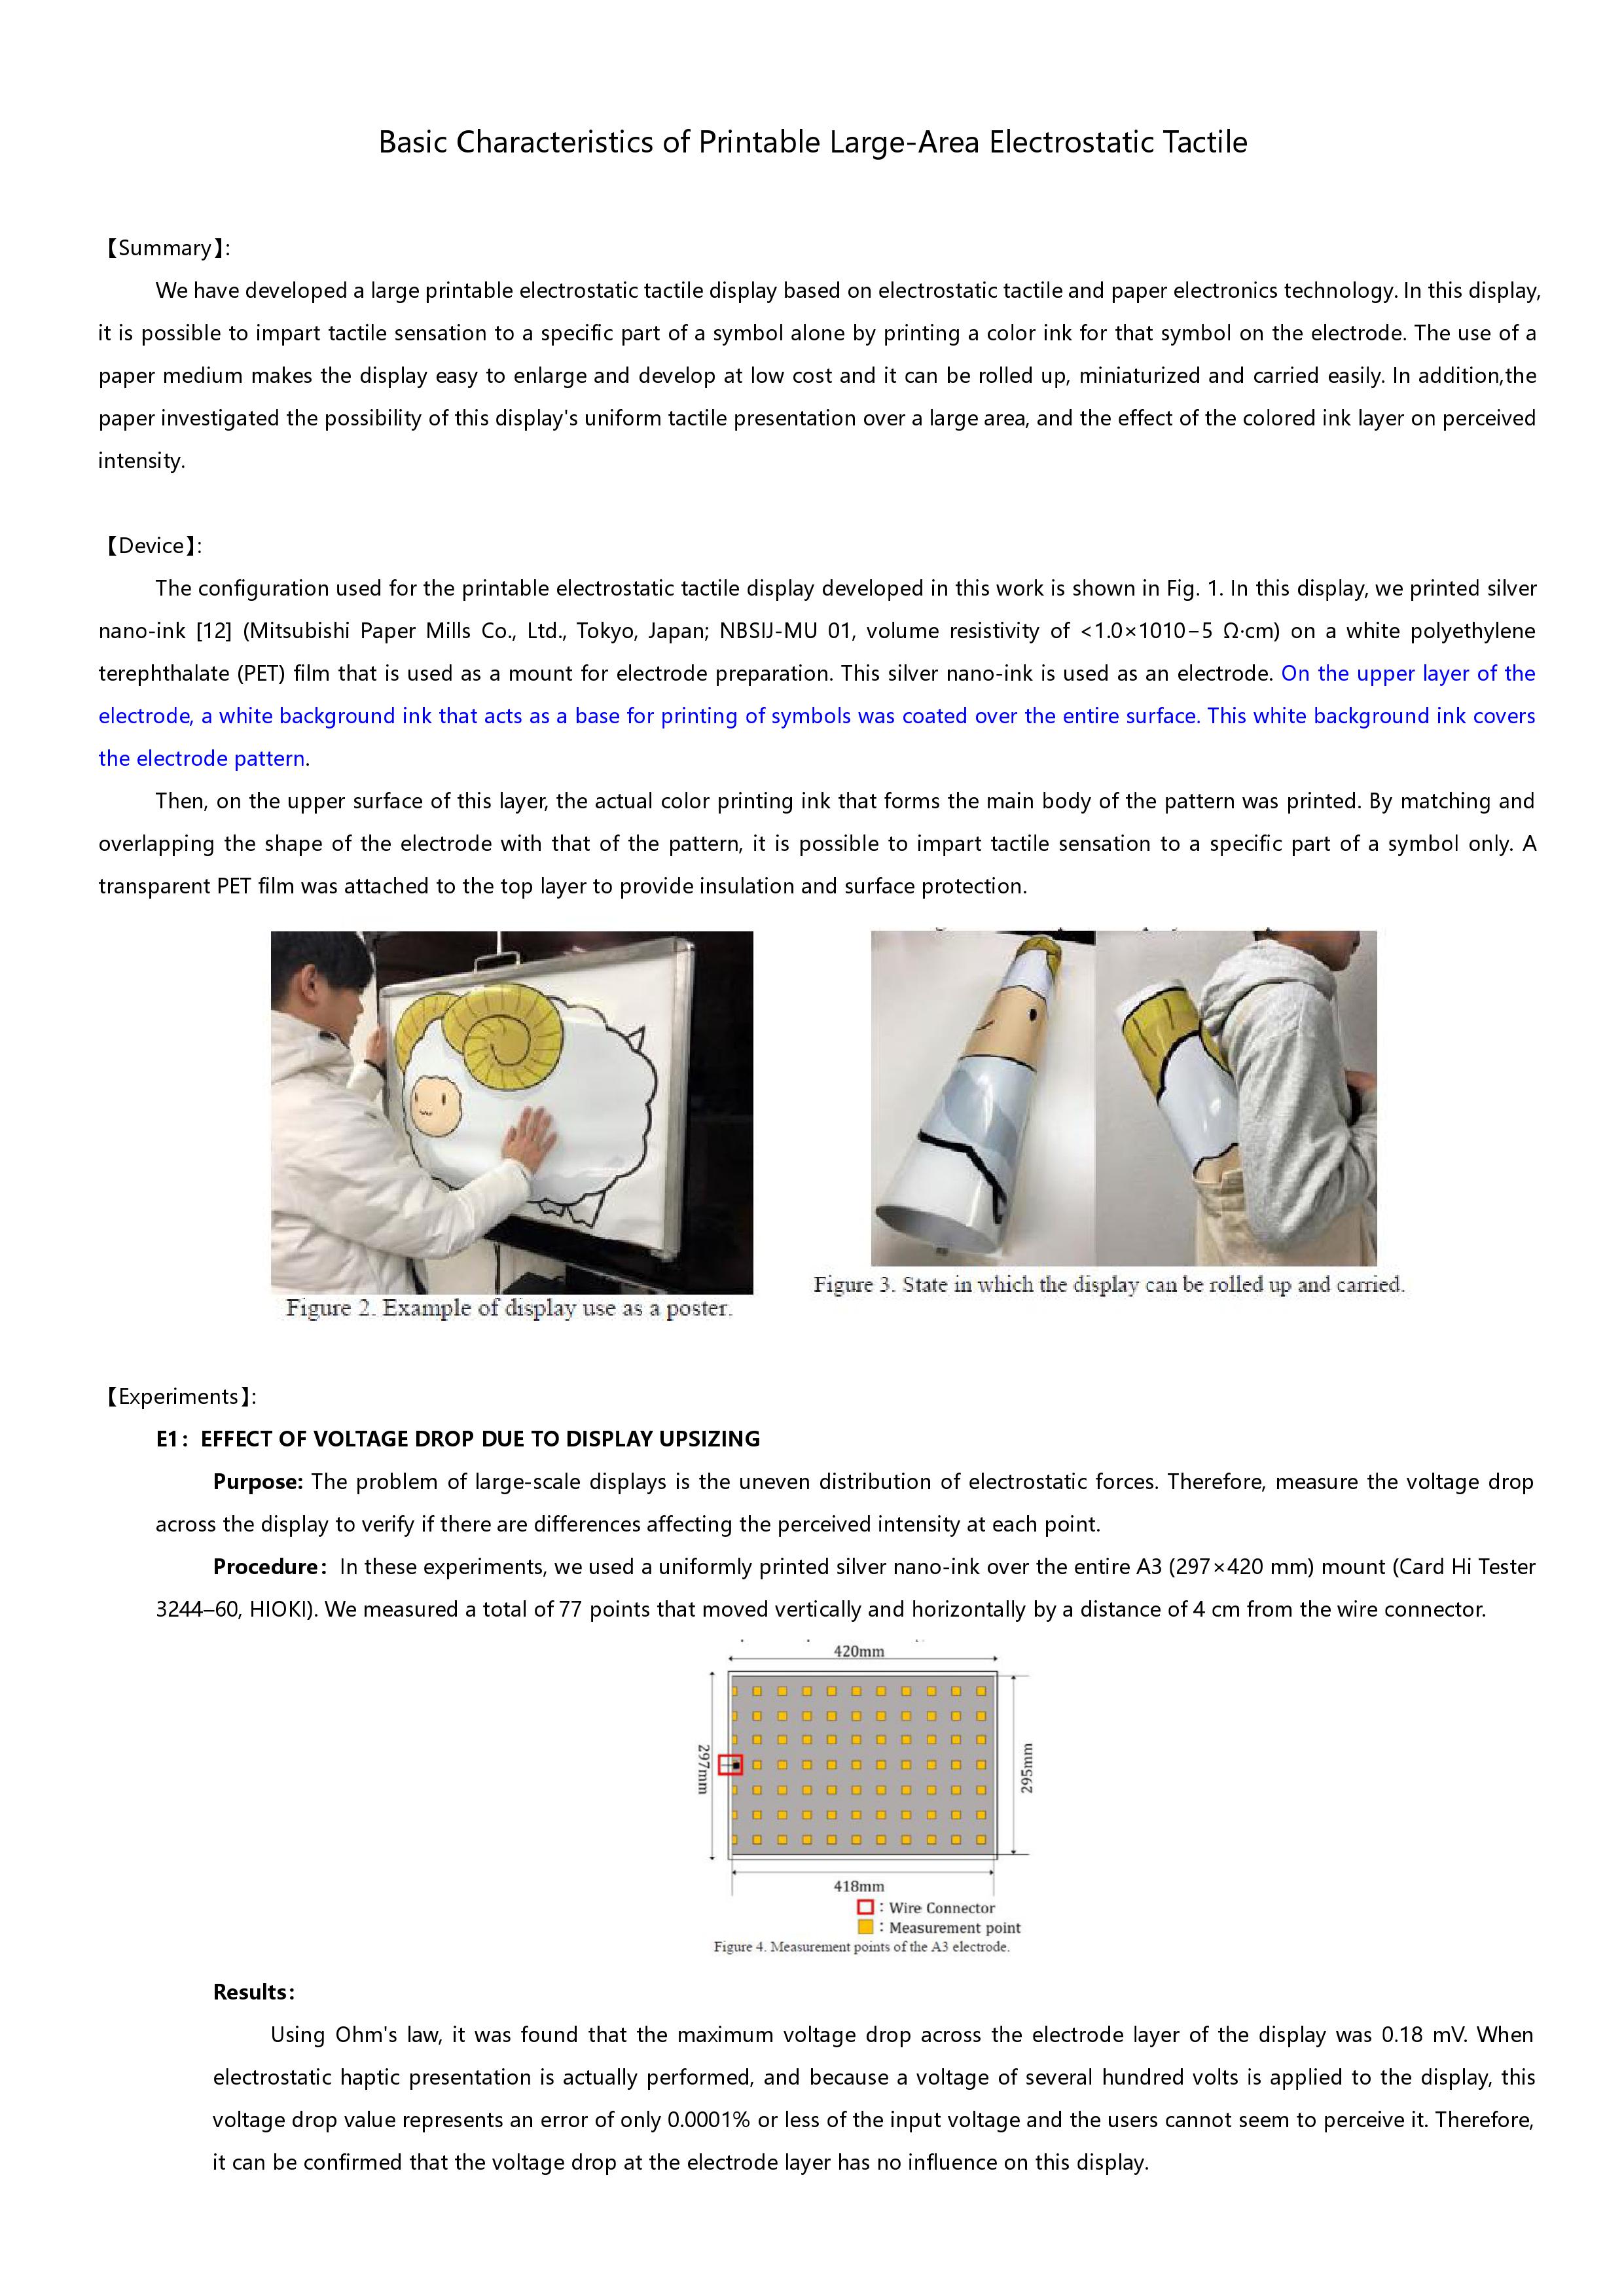 Basic Characteristics of Printable Large-Area Electrostatic Tactile
【Summary】:
We have developed a large printable electrostatic tactile display based on electrostatic tactile and paper electronics technology. In this display,
it is possible to impart tactile sensation to a specific part of a symbol alone by printing a color ink for that symbol on the electrode. The use of a
paper medium makes the display easy to enlarge and develop at low cost and it can be rolled up, miniaturized and carried easily. In addition,the
paper investigated the possibility of this display's uniform tactile presentation over a large area, and the effect of the colored ink layer on perceived
intensity.
【Device】:
The configuration used for the printable electrostatic tactile display developed in this work is shown in Fig. 1. In this display, we printed silver
nano-ink [12] (Mitsubishi Paper Mills Co., Ltd., Tokyo, Japan; NBSIJ-MU 01, volume resistivity of <1.0×1010−5 Ω·cm) on a white polyethylene
terephthalate (PET) film that is used as a mount for electrode preparation. This silver nano-ink is used as an electrode. On the upper layer of the
electrode, a white background ink that acts as a base for printing of symbols was coated over the entire surface. This white background ink covers
the electrode pattern.
Then, on the upper surface of this layer, the actual color printing ink that forms the main body of the pattern was printed. By matching and
overlapping the shape of the electrode with that of the pattern, it is possible to impart tactile sensation to a specific part of a symbol only. A
transparent PET film was attached to the top layer to provide insulation and surface protection.
Figure 2. Example of display use as a poster.
Figure 3. State in which the display can be rolled up and carried.
【Experiments】:
E1：EFFECT OF VOLTAGE DROP DUE TO DISPLAY UPSIZING
Purpose: The problem of large-scale displays is the uneven distribution of electrostatic forces. Therefore, measure the voltage drop
across the display to verify if there are differences affecting the perceived intensity at each point.
Procedure：In these experiments, we used a uniformly printed silver nano-ink over the entire A3 (297×420 mm) mount (Card Hi Tester
3244–60, HIOKI). We measured a total of 77 points that moved vertically and horizontally by a distance of 4 cm from the wire connector.
420mm
297mm
295mm
418mm
: Wire Connector
: Measurement point
Figure 4. Measurement points of the A3 electrode.
Results：
Using Ohm's law, it was found that the maximum voltage drop across the electrode layer of the display was 0.18 mV. When
electrostatic haptic presentation is actually performed, and because a voltage of several hundred volts is applied to the display, this
voltage drop value represents an error of only 0.0001% or less of the input voltage and the users cannot seem to perceive it. Therefore,
it can be confirmed that the voltage drop at the electrode layer has no influence on this display.